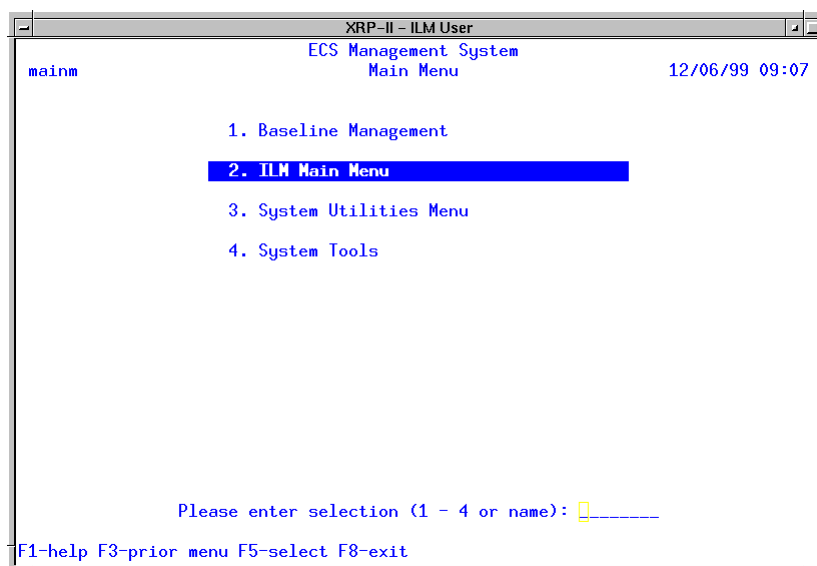 XRP-II - ILM User
ECS Management System
mainm Main Menu 12/06/99 09:07
1. Baseline Management
2. ILM Main Menu
3. System Utilities Menu
4. System Tools
Please enter selection (1 - 4 or name): ________
F1-help F3-prior menu F5-select F8-exit